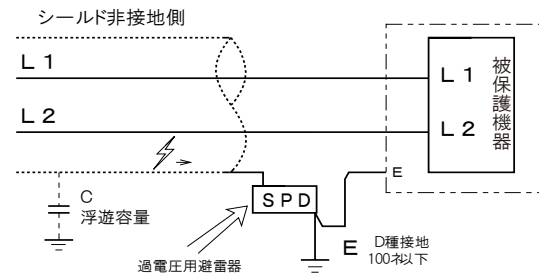 シールド非接地側
L1
L2
L1
L2
被保護機器
E
C
浮遊容量
SPD
E
D種接地
100Ω以下
過電圧用避雷器